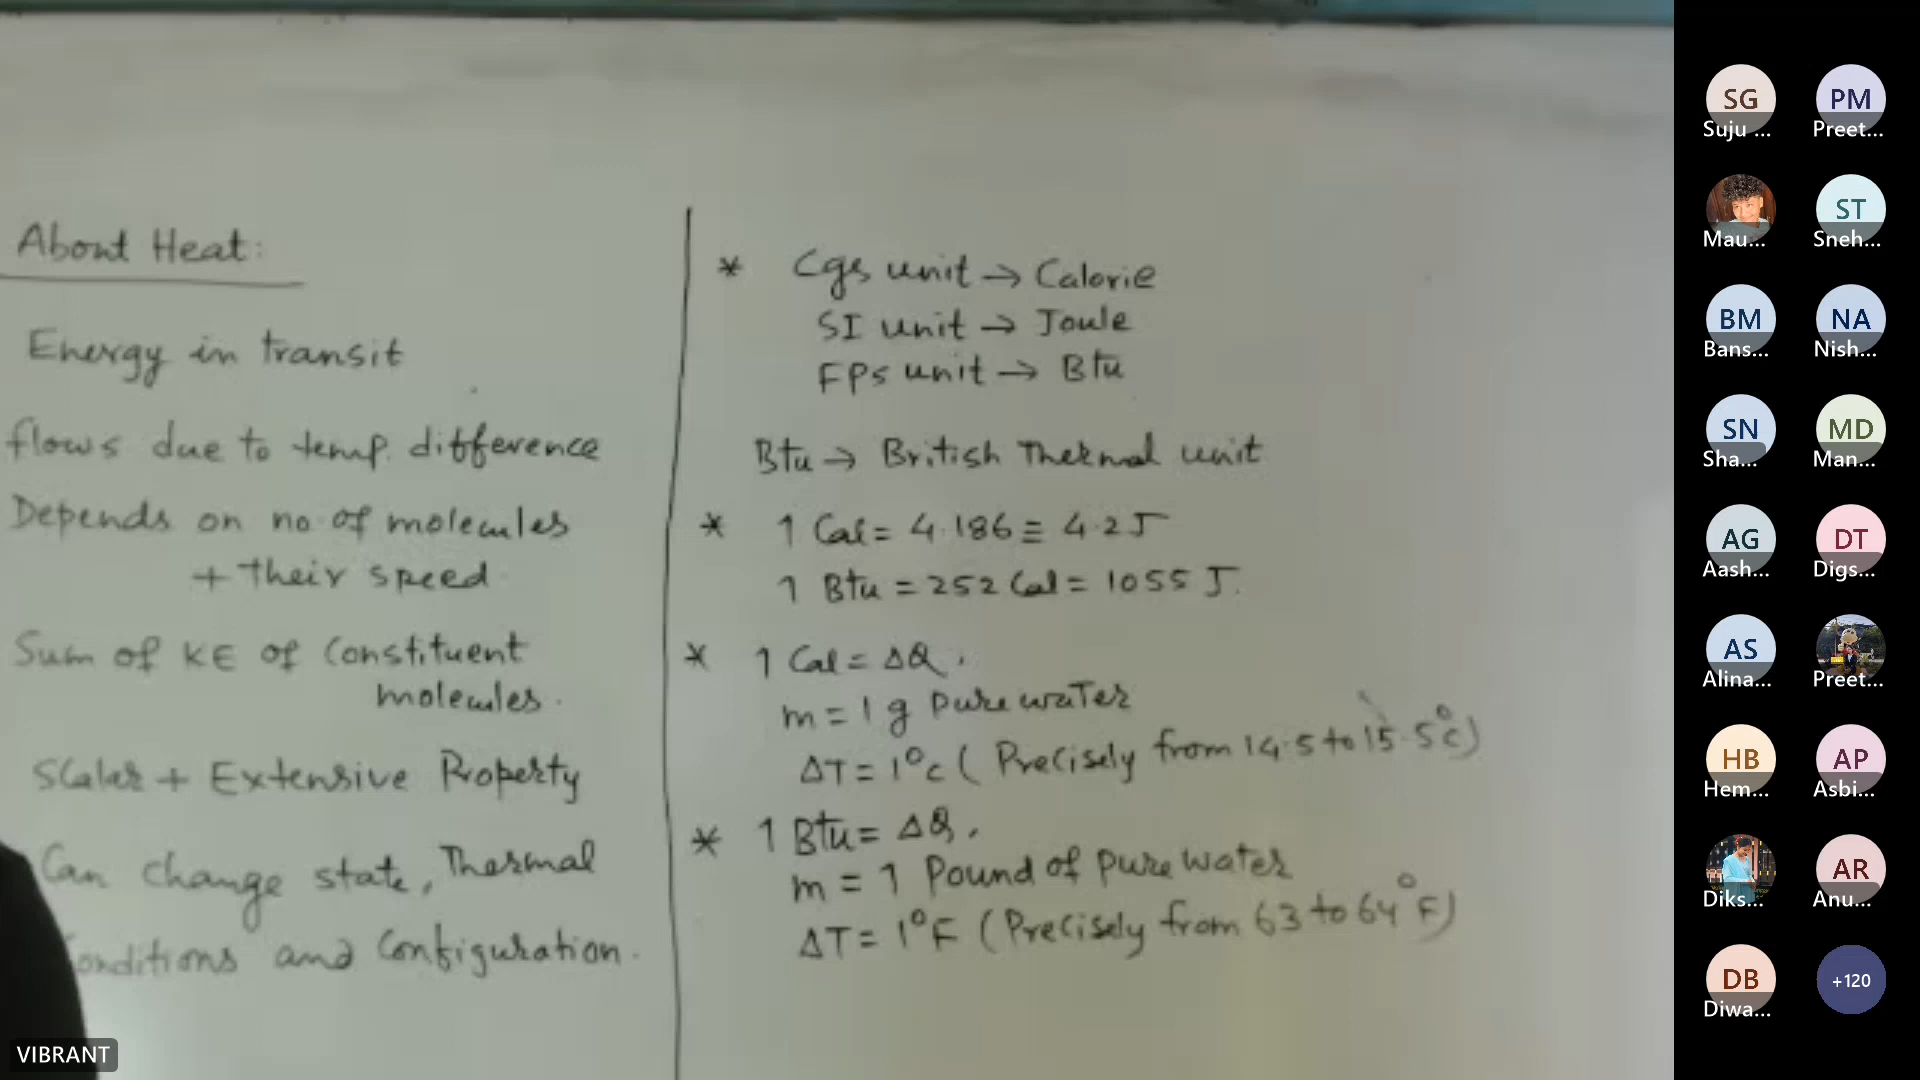 About Heat:
Energy in transit
flows due to temp. difference
Depends on no. of molecules
+ their speed
Sum of KE of Constituent
molecules.
Scalar + Extensive Property
Can change state, Thermal
onditions and Configuration.
* Cgs unit → Calorie
SI unit → Joule
FPS unit → Btu
Btu → British Thermal unit
* 1 Cal = 4.186 = 4.2 J
1 Btu = 252 Cal = 1055 J.
* 1 Cal = ΔQ,
m = 1 g pure water
ΔT = 1°C ( Precisely from 14.5 to 15.5°C)
* 1 Btu = ΔQ,
m = 1 Pound of pure water
ΔT = 1°F (Precisely from 63 to 64°F)
VIBRANT
SG PM
Suju ... Preet...
ST
Mau... Sneh...
BM NA
Bans... Nish...
SN MD
Sha... Man...
AG DT
Aash... Digs...
AS
Alina... Preet...
HB AP
Hem... Asbi...
AR
Diks... Anu...
DB +120
Diwa...